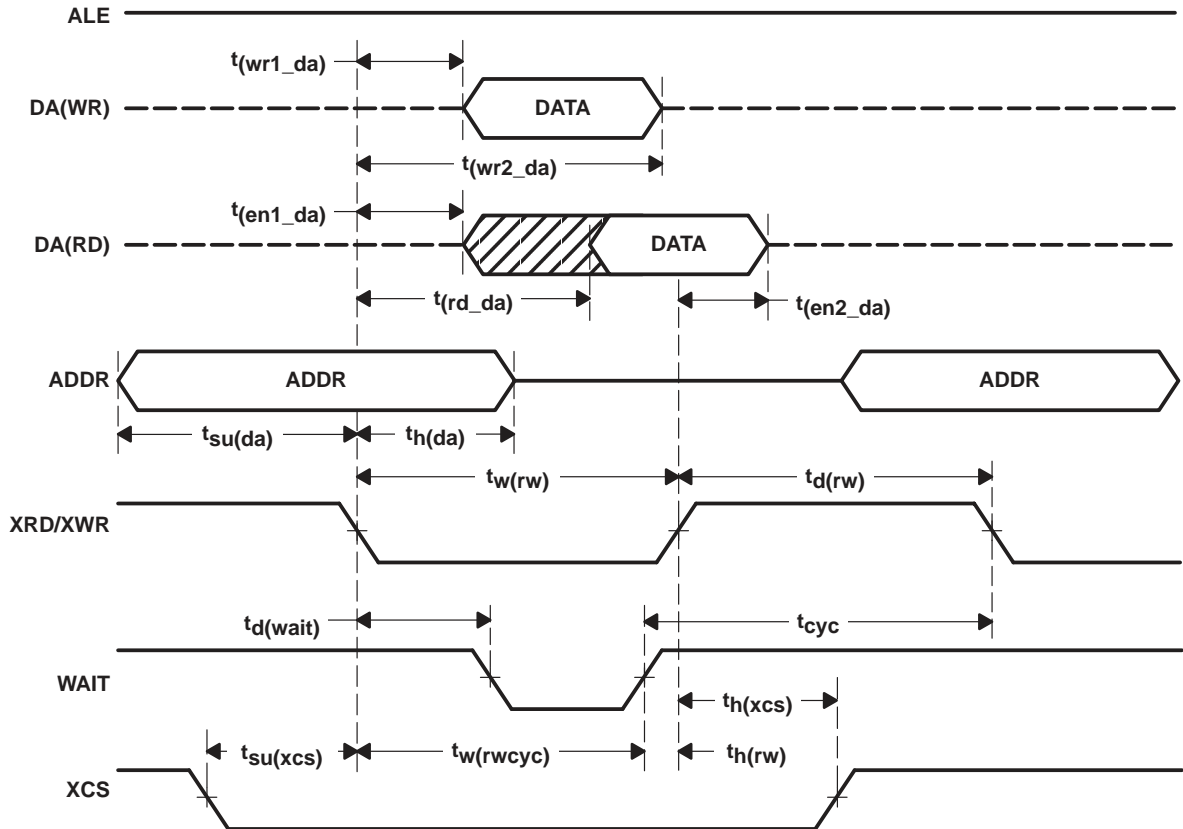 ALE
t(wr1_da)
DA(WR)
DATA
t(wr2_da)
t(en1_da)
DA(RD)
DATA
t(rd_da)
t(en2_da)
ADDR
ADDR
ADDR
tsu(da)
th(da)
tw(rw)
td(rw)
XRD/XWR
td(wait)
tcyc
WAIT
th(xcs)
tsu(xcs)
tw(rwcyc)
th(rw)
XCS